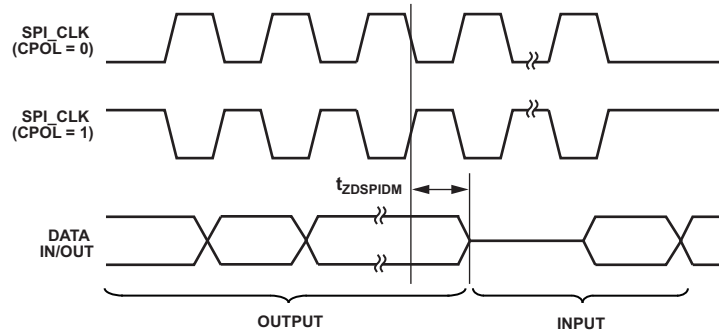 SPI_CLK
(CPOL = 0)
SPI_CLK
(CPOL = 1)
tZDSPIDM
DATA
IN/OUT
OUTPUT
INPUT